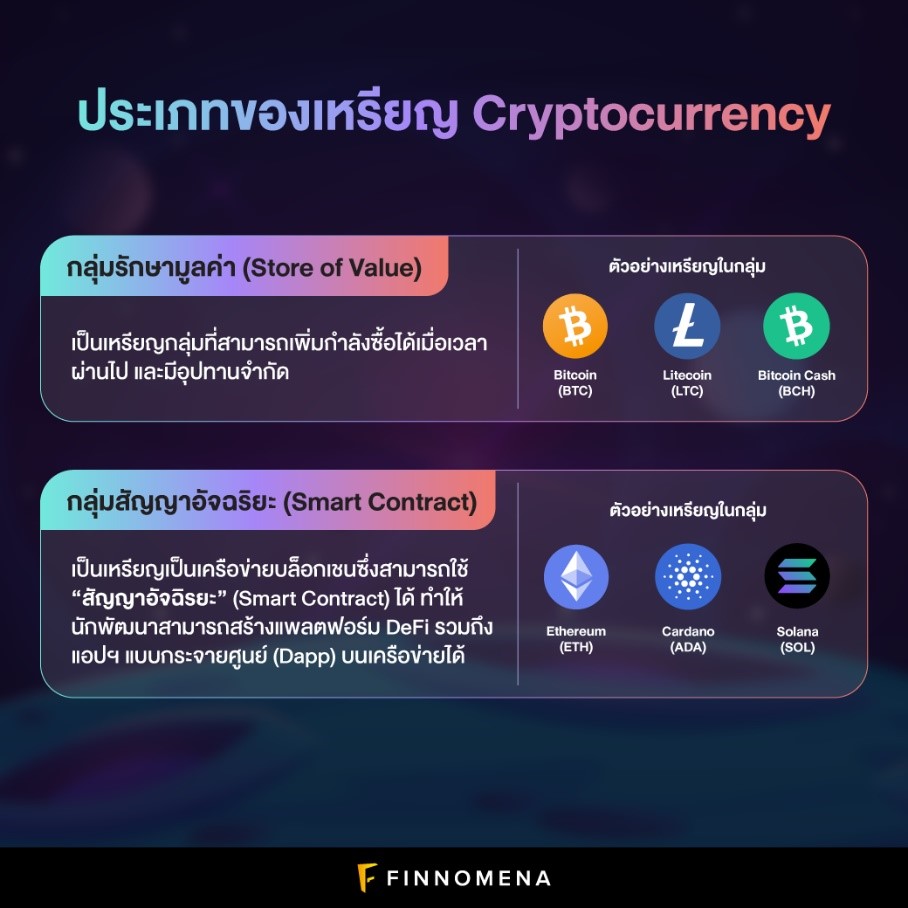 ประเภทของเหรียญ Cryptocurrency
กลุ่มรักษามูลค่า (Store of Value)
เป็นเหรียญกลุ่มที่สามารถเพิ่มกำลังซื้อได้เมื่อเวลา
ผ่านไป และมีอุปทานจำกัด
ตัวอย่างเหรียญในกลุ่ม
Bitcoin
(BTC)
Litecoin
(LTC)
Bitcoin Cash
(BCH)
กลุ่มสัญญาอัจฉริยะ (Smart Contract)
เป็นเหรียญเป็นเครือข่ายบล็อกเชนซึ่งสามารถใช้
“สัญญาอัจฉิรยะ” (Smart Contract) ได้ ทำให้
นักพัฒนาสามารถสร้างแพลตฟอร์ม DeFi รวมถึง
แอปฯ แบบกระจายศูนย์ (Dapp) บนเครือข่ายได้
ตัวอย่างเหรียญในกลุ่ม
Ethereum
(ETH)
Cardano
(ADA)
Solana
(SOL)
FINNOMENA